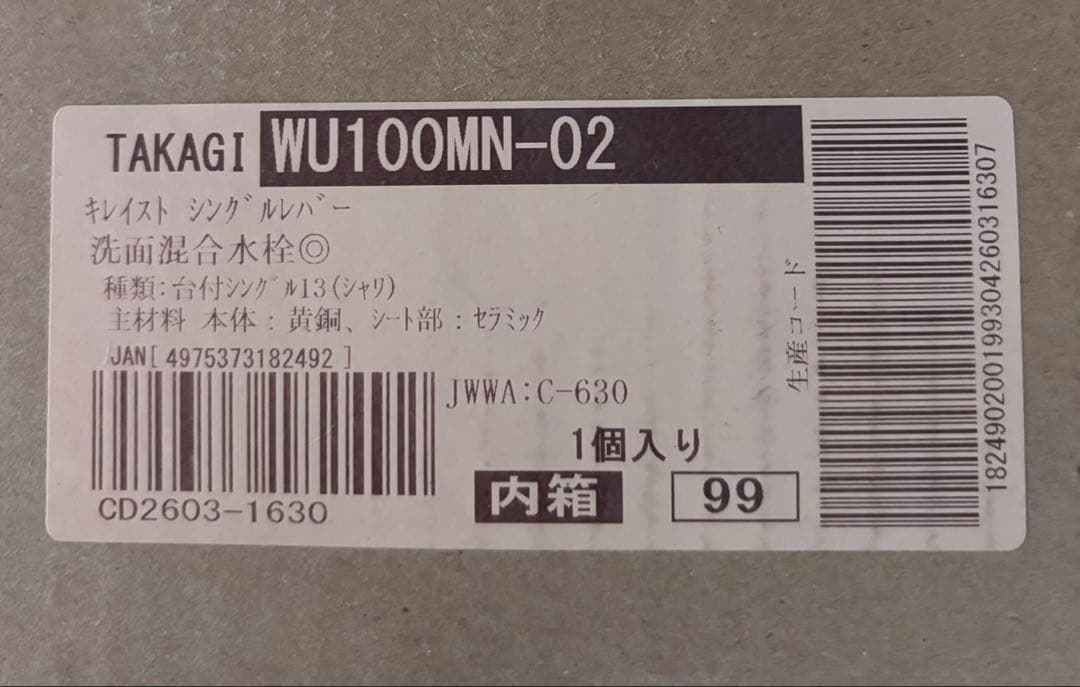 TAKAGI WU100MN-02
ｷﾚｲｽﾄ ｼﾝｸﾞﾙﾚﾊﾞｰ
洗面混合水栓◎
種類:台付ｼﾝｸﾞﾙ13(ｼｬﾘ)
主材料 本体：黄銅、ｼｰﾄ部：ｾﾗﾐｯｸ
JAN[ 4975373182492 ]
JWWA:C-630
1個入り
CD2603-1630
内箱 99
生産コード
182490200199304260316307